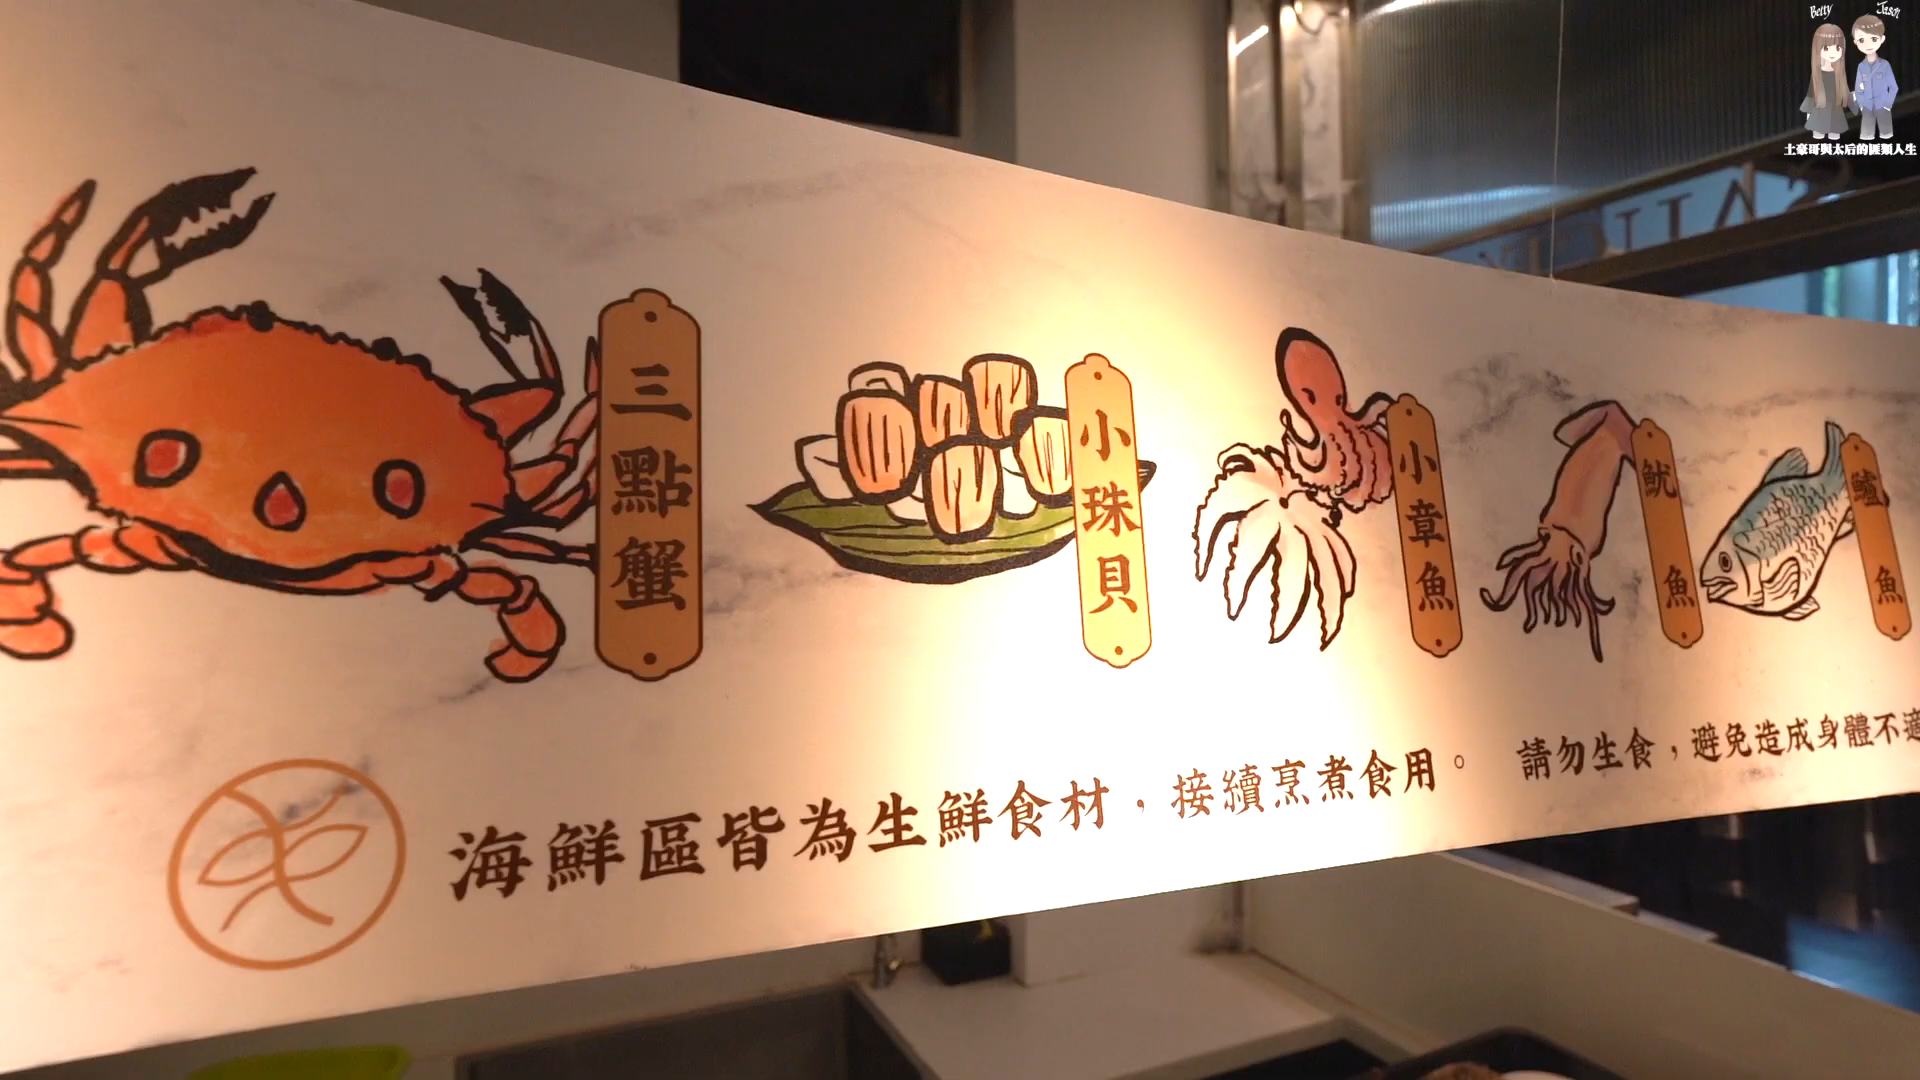 Betty Jason
土豪哥與太后的匪類人生
三點蟹
小珠貝
小章魚
魷魚
鱸魚
海鮮區皆為生鮮食材，接續烹煮食用。 請勿生食，避免造成身體不適